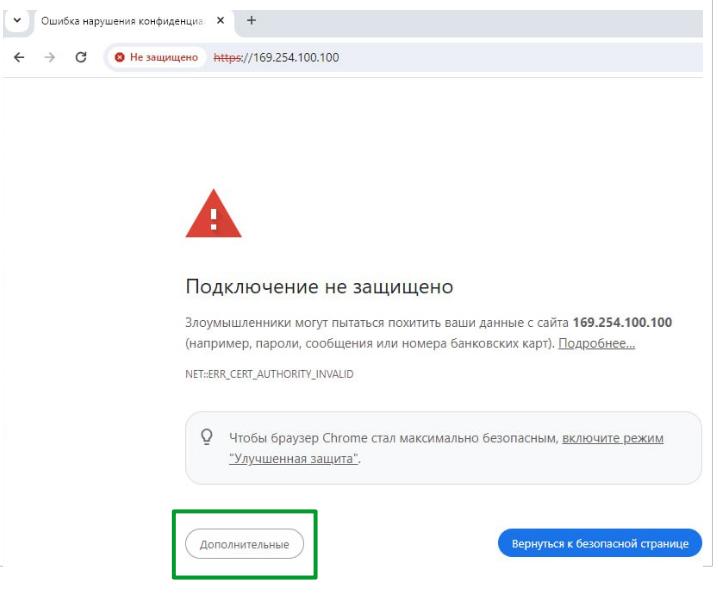 Ошибка нарушения конфиденциа
Не защищено https://169.254.100.100
Подключение не защищено
Злоумышленники могут пытаться похитить ваши данные с сайта 169.254.100.100
(например, пароли, сообщения или номера банковских карт). Подробнее...
NET::ERR_CERT_AUTHORITY_INVALID
Чтобы браузер Chrome стал максимально безопасным, включите режим
"Улучшенная защита".
Дополнительные Вернуться к безопасной странице